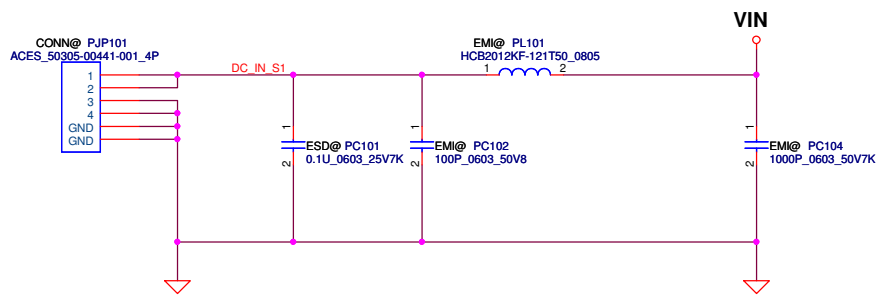 VIN
CONN@ PJP101
ACES_50305-00441-001_4P
EMI@ PL101
HCB2012KF-121T50_0805
DC_IN_S1
1
2
1
2
3
4
GND
GND
1
ESD@ PC101
0.1U_0603_25V7K
2
1
EMI@ PC102
100P_0603_50V8
2
1
EMI@ PC104
1000P_0603_50V7K
2